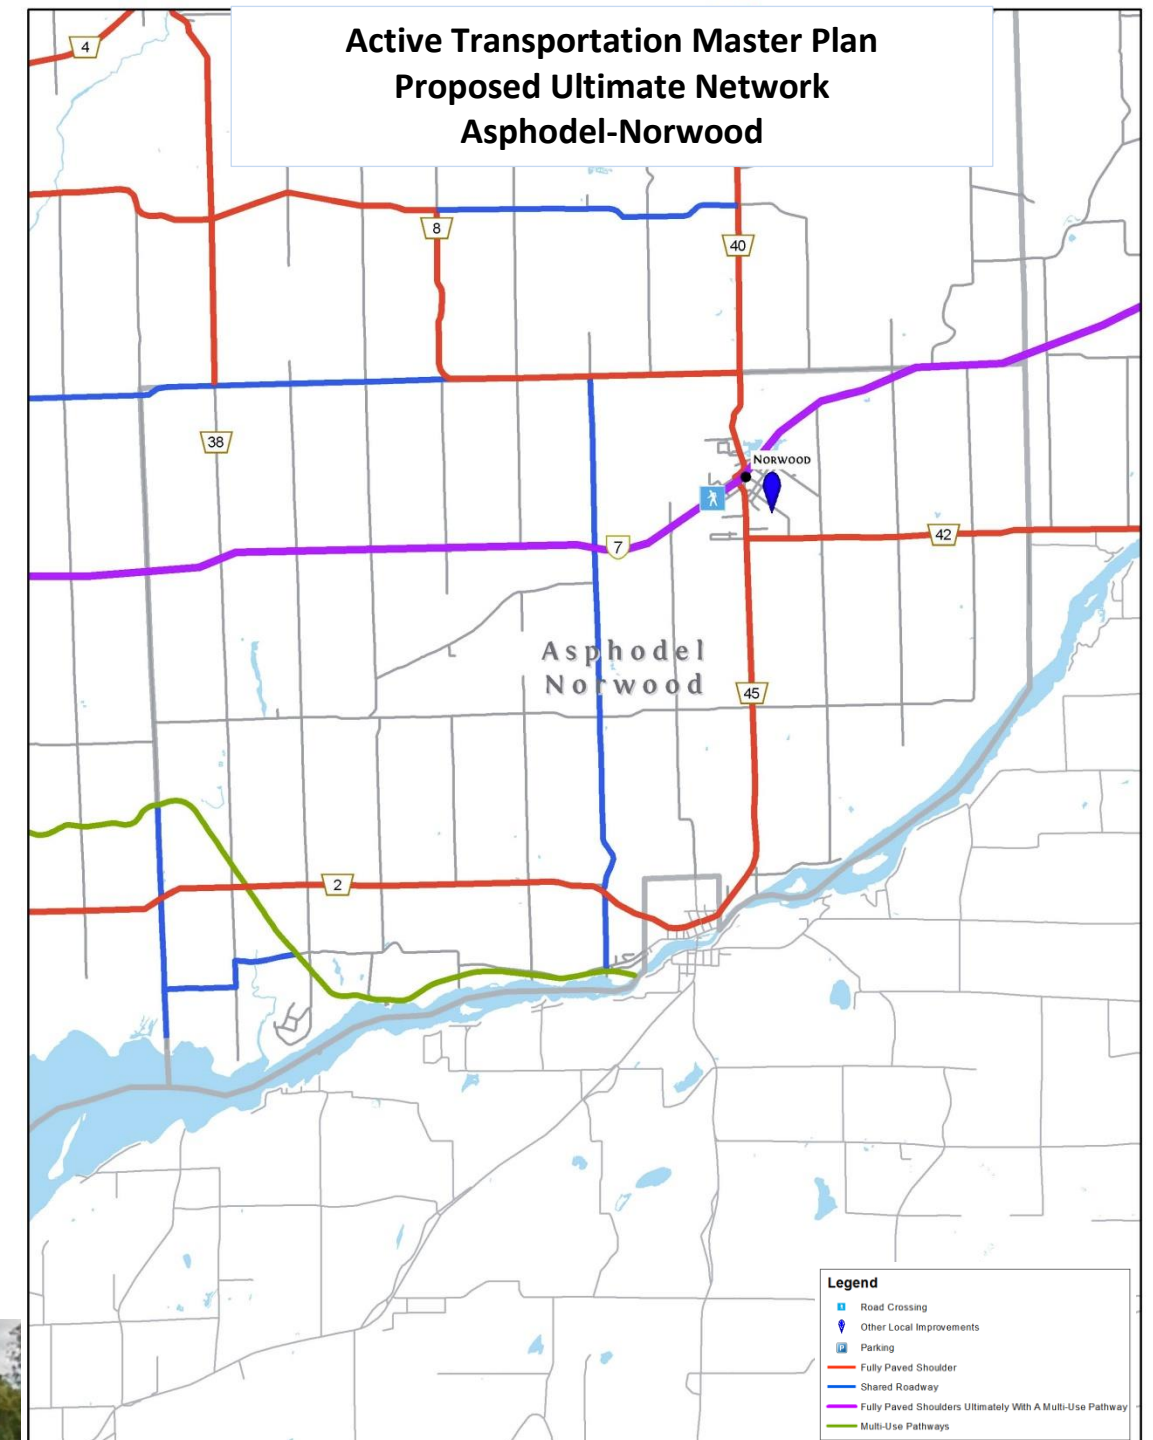 Active Transportation Master Plan
Proposed Ultimate Network
Asphodel-Norwood
4
8
40
38
NORWOOD
7
42
Asphodel
Norwood
45
2
Legend
Road Crossing
Other Local Improvements
P Parking
Fully Paved Shoulder
Shared Roadway
Fully Paved Shoulders Ultimately With A Multi-Use Pathway
Multi-Use Pathways